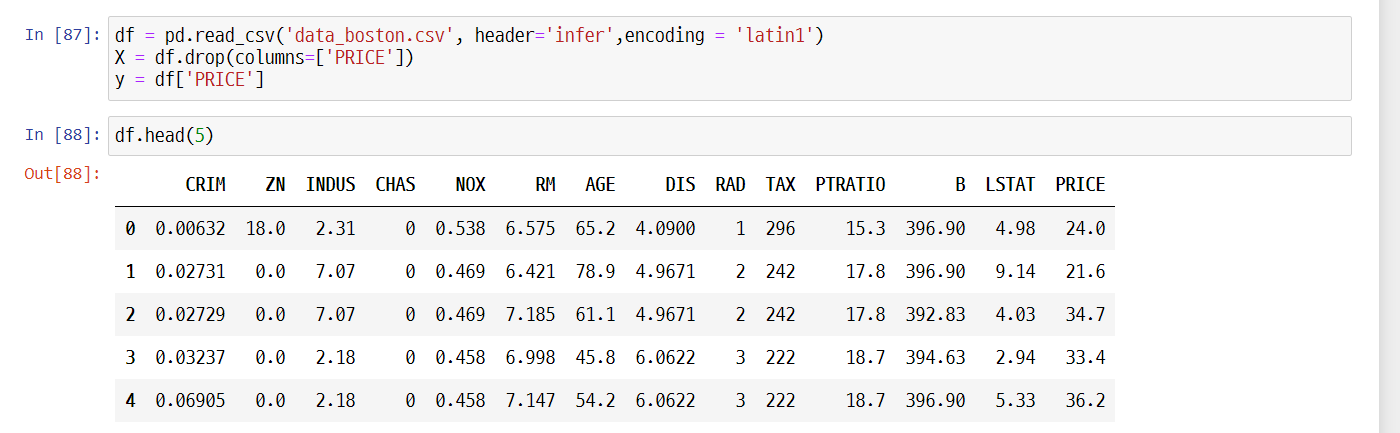 In [87]: df = pd.read_csv('data_boston.csv', header='infer',encoding = 'latin1')
X = df.drop(columns=['PRICE'])
y = df['PRICE']
In [88]: df.head(5)
Out[88]:
CRIM ZN INDUS CHAS NOX RM AGE DIS RAD TAX PTRATIO B LSTAT PRICE
0 0.00632 18.0 2.31 0 0.538 6.575 65.2 4.0900 1 296 15.3 396.90 4.98 24.0
1 0.02731 0.0 7.07 0 0.469 6.421 78.9 4.9671 2 242 17.8 396.90 9.14 21.6
2 0.02729 0.0 7.07 0 0.469 7.185 61.1 4.9671 2 242 17.8 392.83 4.03 34.7
3 0.03237 0.0 2.18 0 0.458 6.998 45.8 6.0622 3 222 18.7 394.63 2.94 33.4
4 0.06905 0.0 2.18 0 0.458 7.147 54.2 6.0622 3 222 18.7 396.90 5.33 36.2